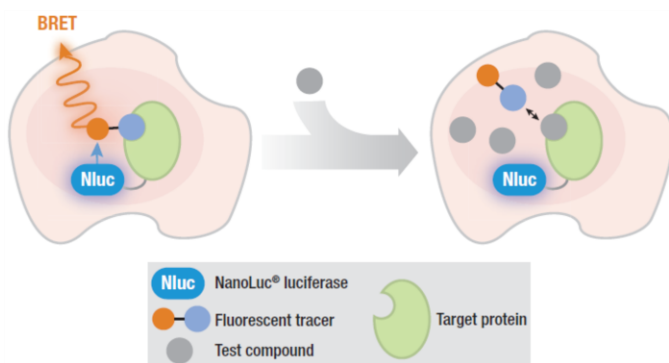 BRET
Nluc
Nluc
Nluc NanoLuc® luciferase
Fluorescent tracer
Target protein
Test compound